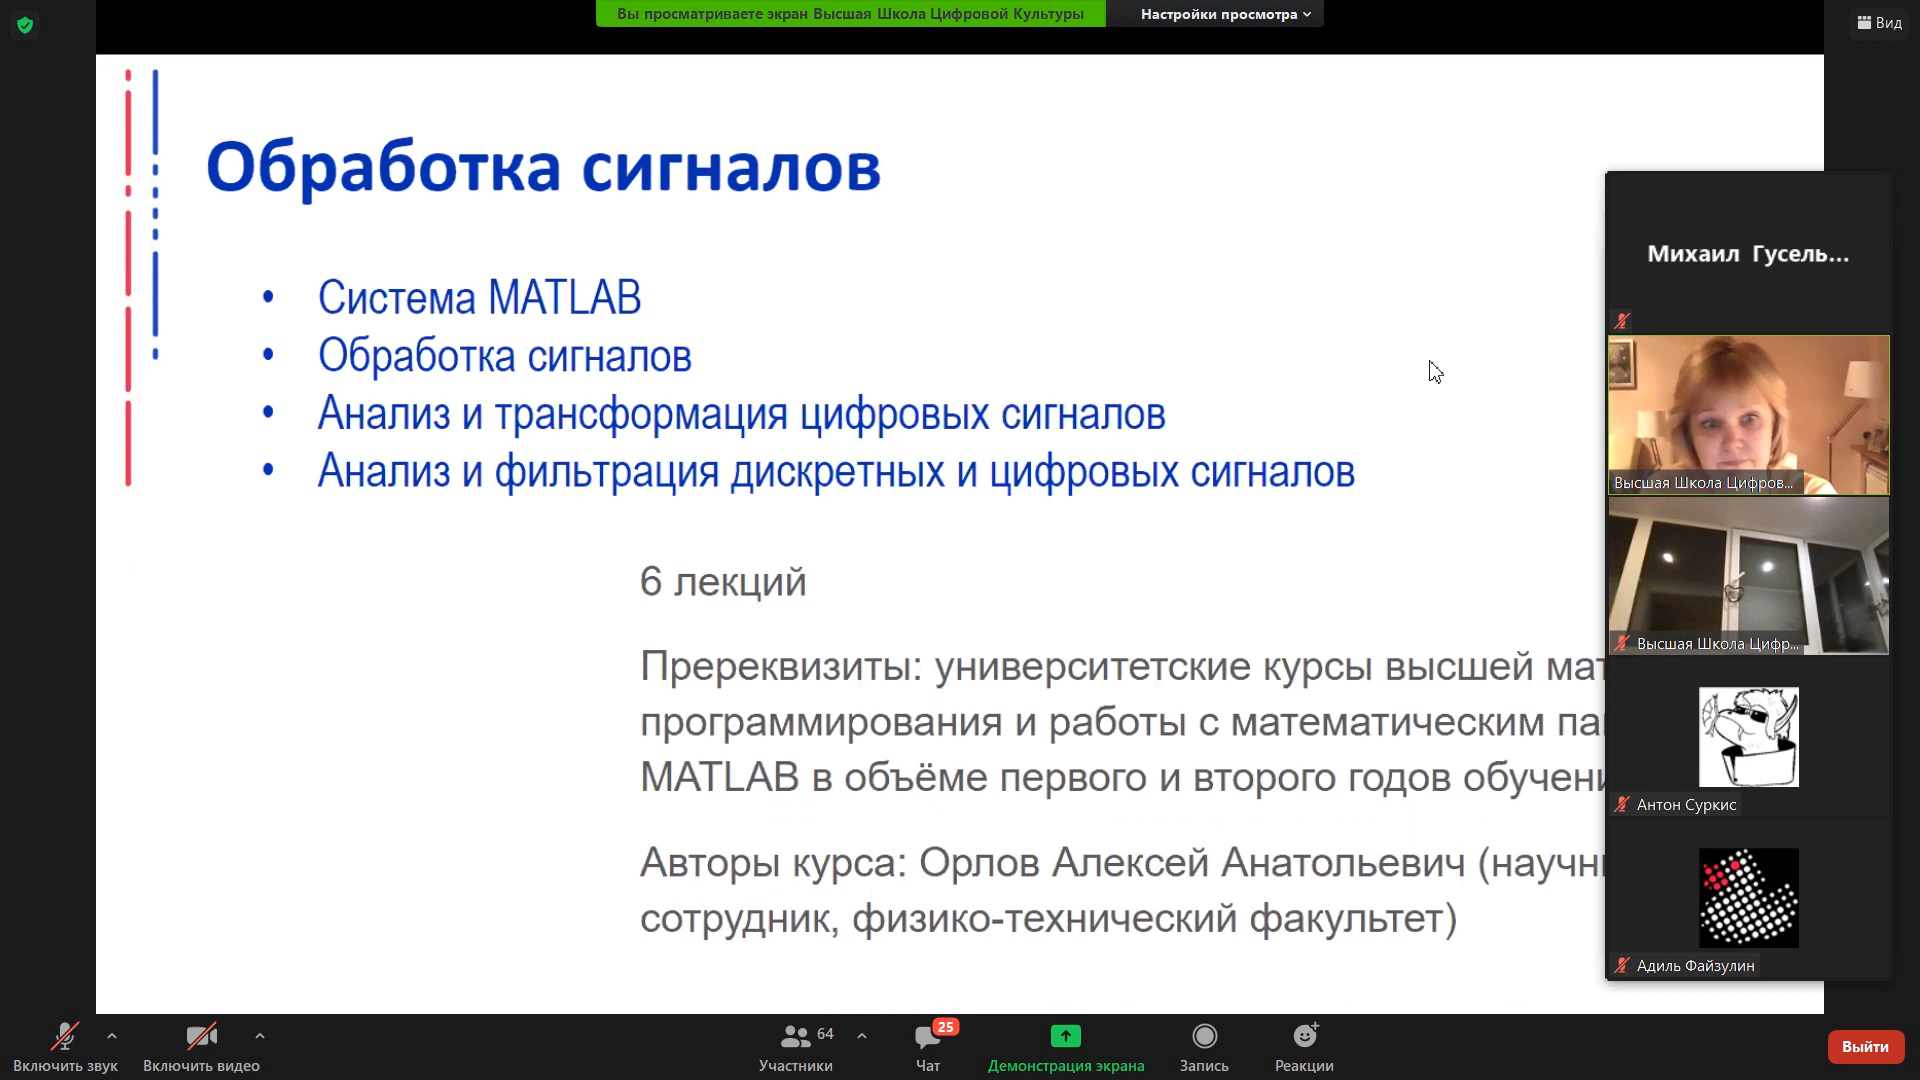 Вы просматриваете экран Высшая Школа Цифровой Культуры
Настройки просмотра
Вид
Обработка сигналов
• Система MATLAB
• Обработка сигналов
• Анализ и трансформация цифровых сигналов
• Анализ и фильтрация дискретных и цифровых сигналов
6 лекций
Пререквизиты: университетские курсы высшей мат
программирования и работы с математическим па
MATLAB в объёме первого и второго годов обучени
Авторы курса: Орлов Алексей Анатольевич (научн
сотрудник, физико-технический факультет)
Михаил Гусель...
Высшая Школа Цифров...
Высшая Школа Цифр...
Антон Суркис
Адиль Файзулин
Включить звук
Включить видео
64
Участники
25
Чат
Демонстрация экрана
Запись
Реакции
Выйти